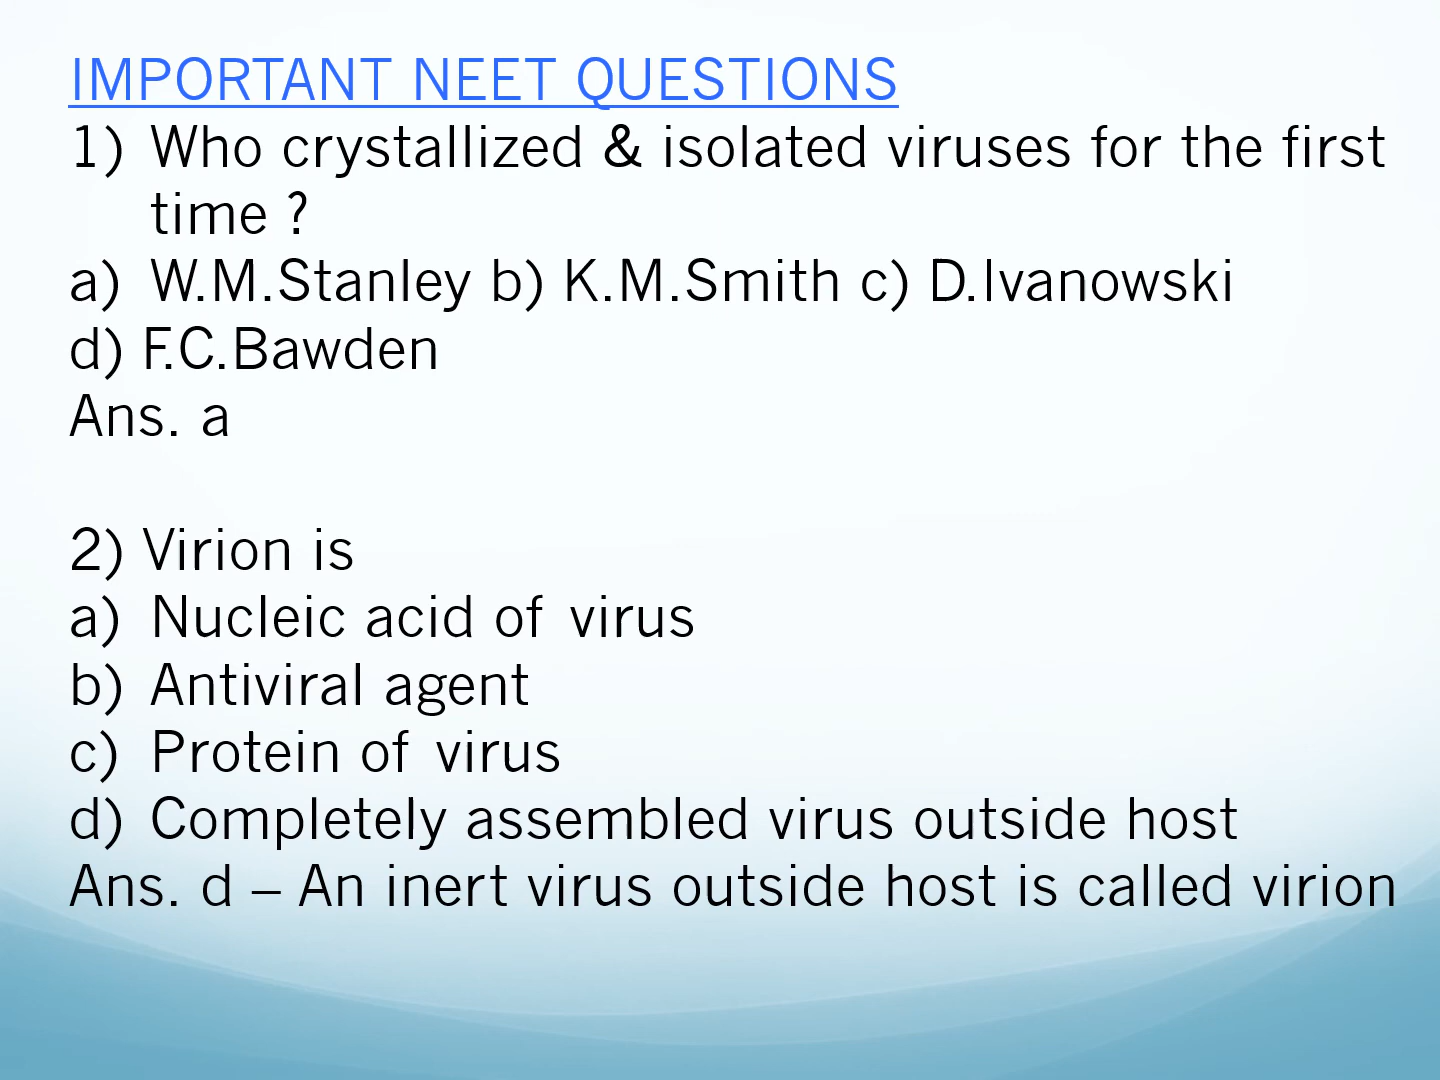 IMPORTANT NEET QUESTIONS
1) Who crystallized & isolated viruses for the first
time ?
a) W.M.Stanley b) K.M.Smith c) D.Ivanowski
d) F.C.Bawden
Ans. a
2) Virion is
a) Nucleic acid of virus
b) Antiviral agent
c) Protein of virus
d) Completely assembled virus outside host
Ans. d – An inert virus outside host is called virion